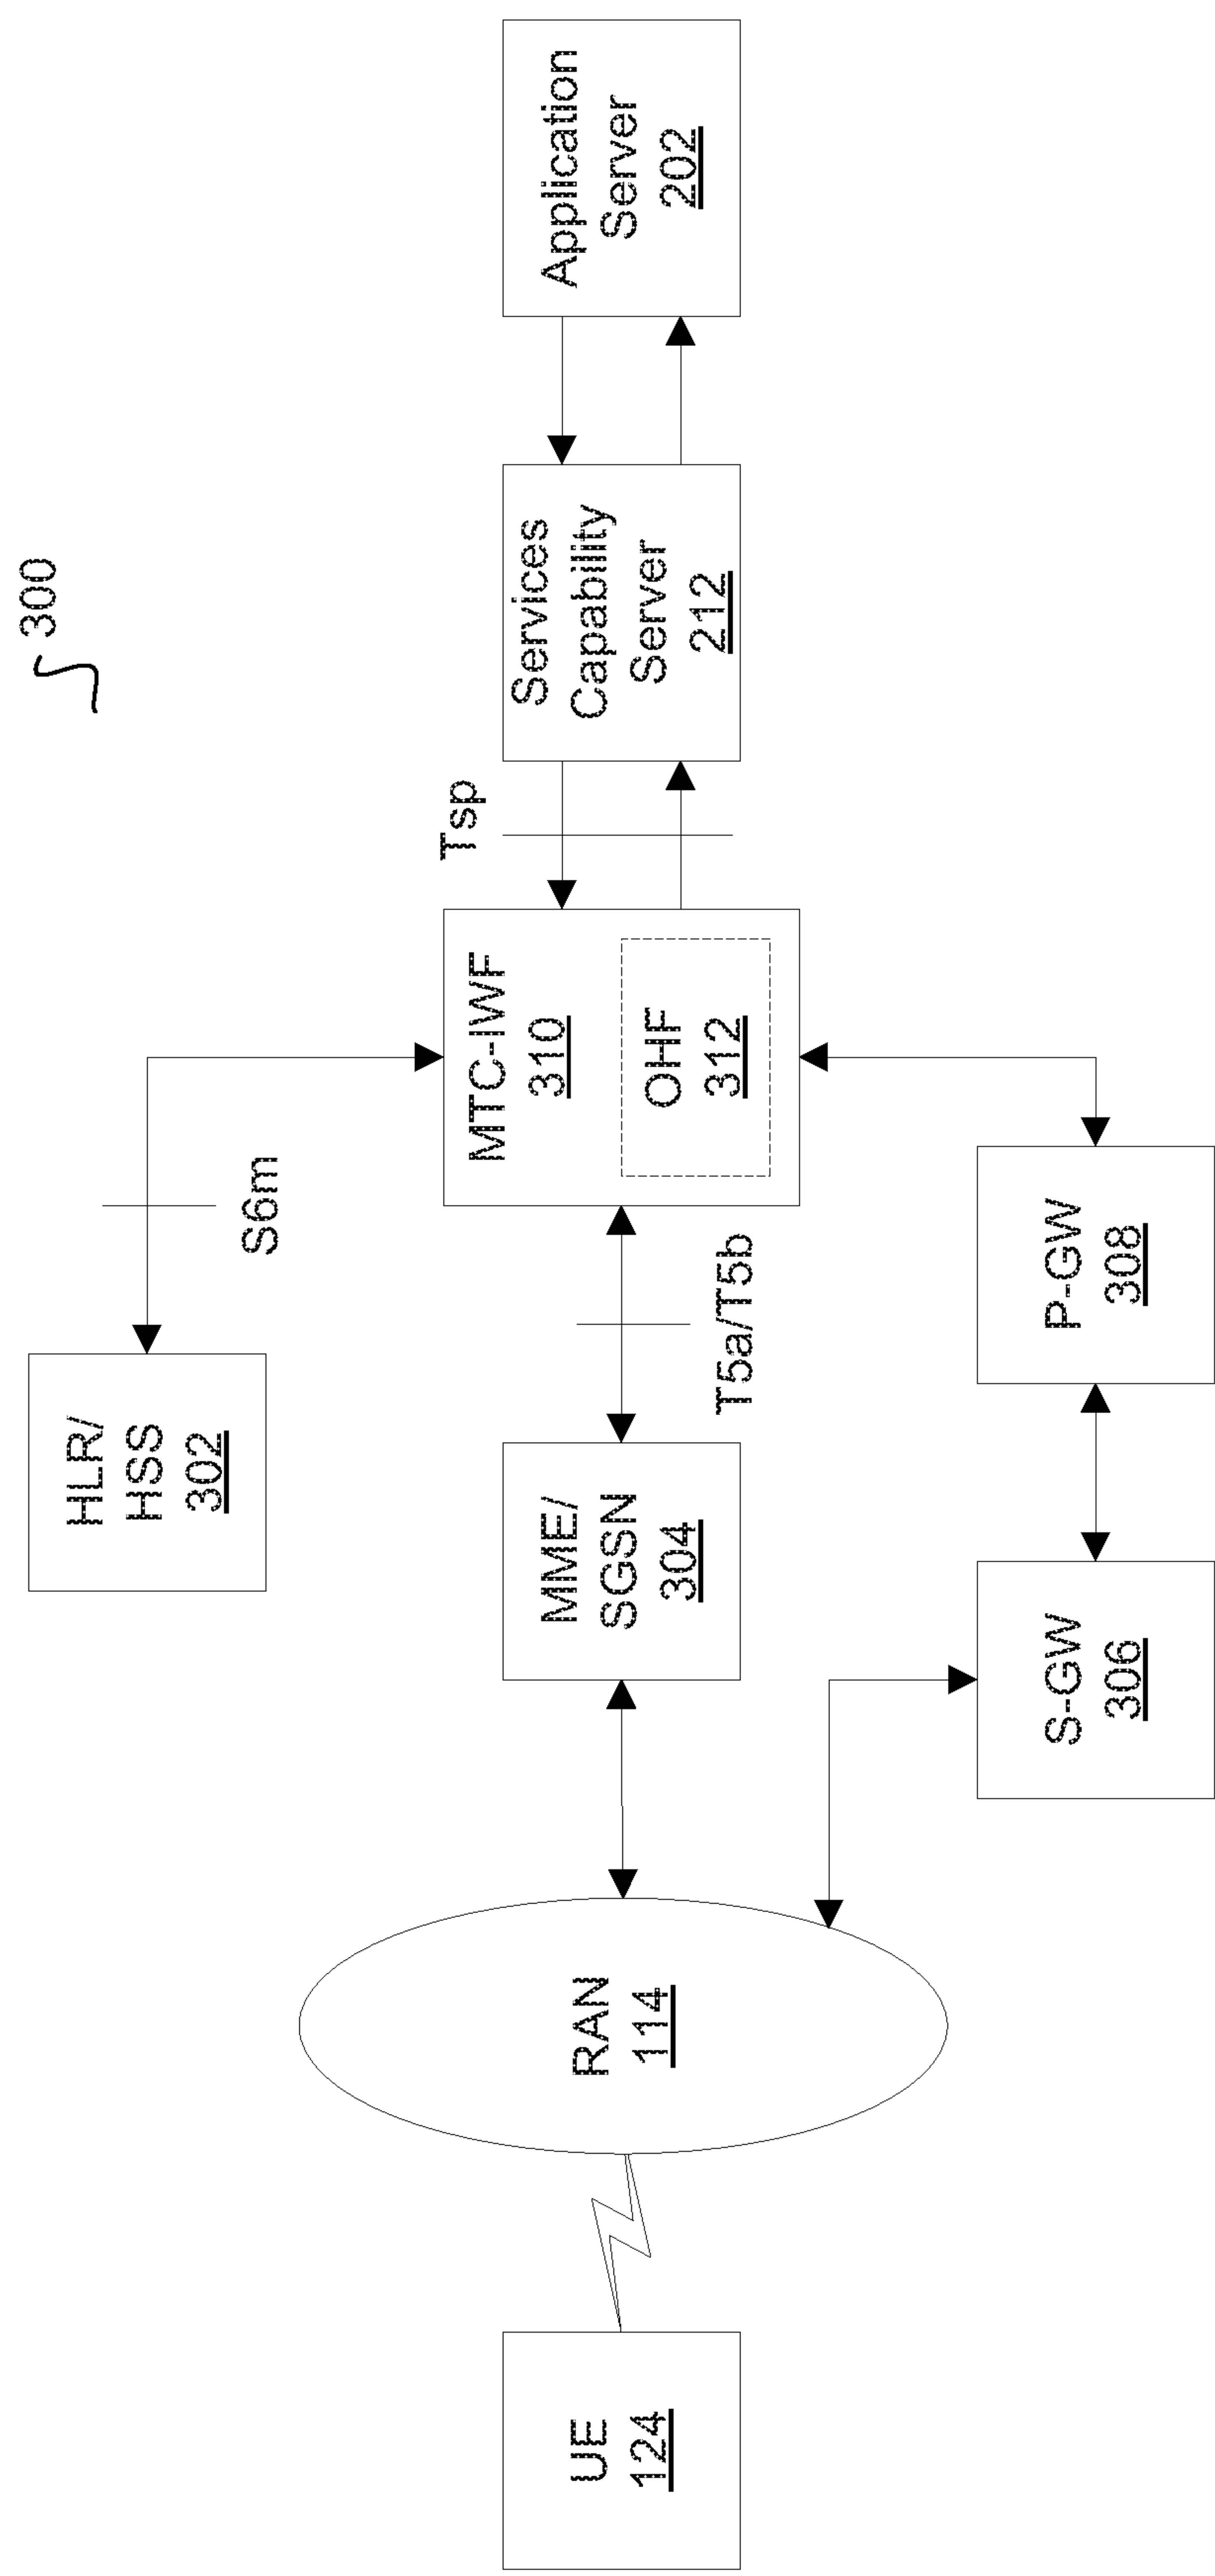 300
HLR/
HSS
302
S6m
UE
124
RAN
114
MME/
SGSN
304
T5a/T5b
MTC-IWF
310
OHF
312
Tsp
Services
Capability
Server
212
Application
Server
202
S-GW
306
P-GW
308